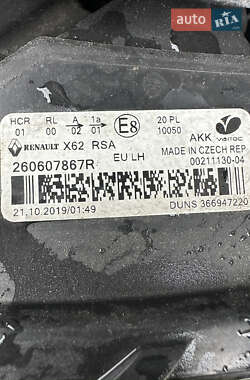 AUTO RIA
HCR RL A 1a
01 00 02 01
E8
20 PL
10050
AKK
varroc
RENAULT X62 RSA
MADE IN CZECH REP
260607867R
EU LH
00211130-04
21.10.2019/01:49
DUNS 366947220